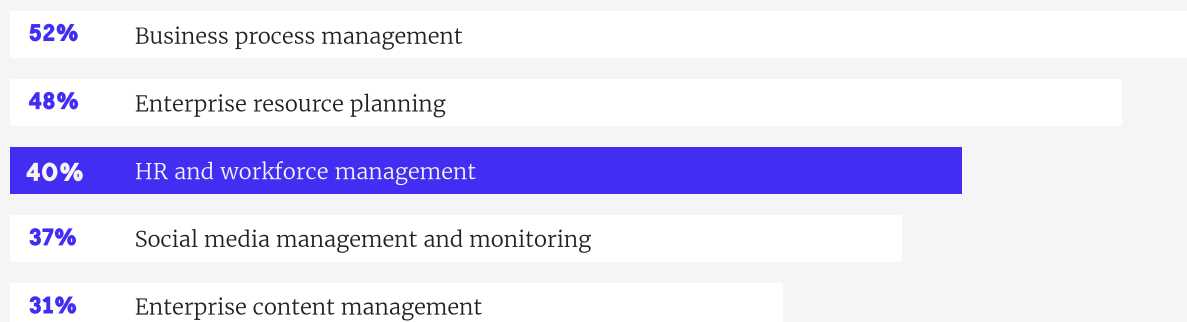 52% Business process management
48% Enterprise resource planning
40% HR and workforce management
37% Social media management and monitoring
31% Enterprise content management